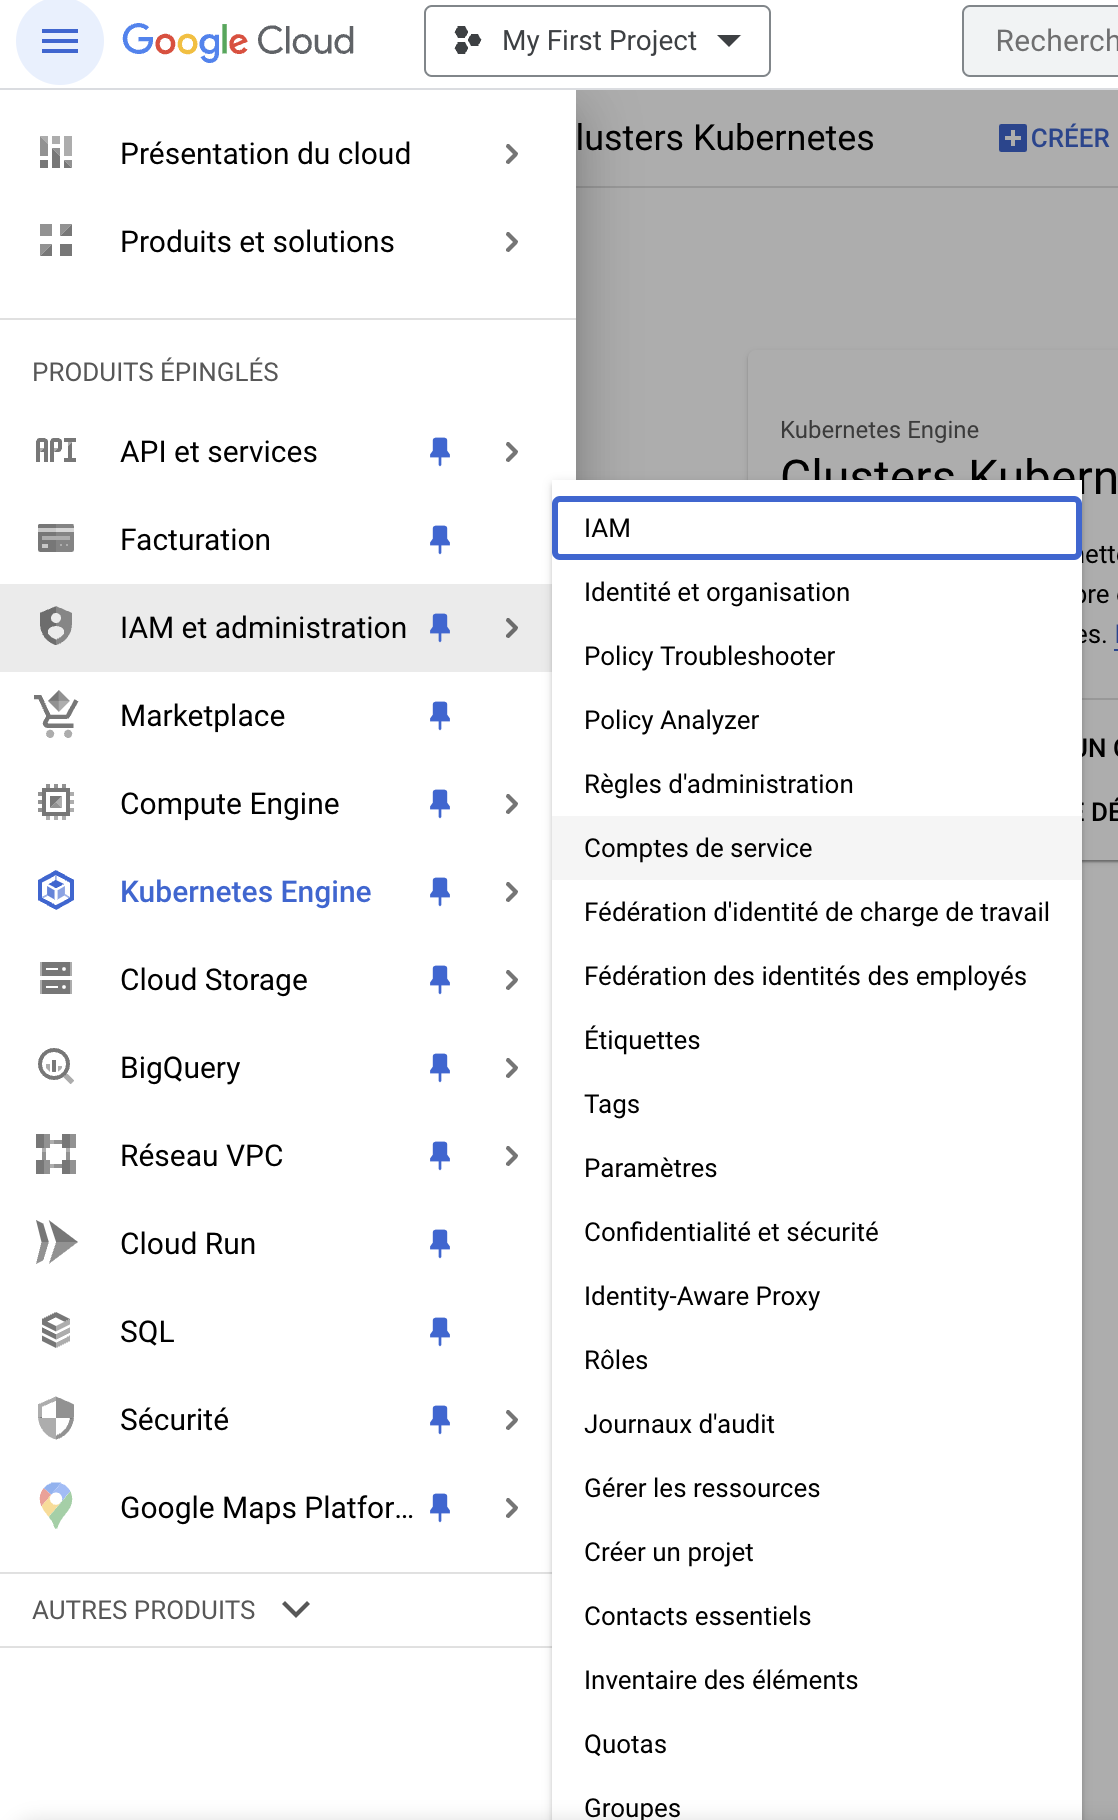 Google Cloud
My First Project
Recherch
Présentation du cloud
Produits et solutions
PRODUITS ÉPINGLÉS
API
API et services
Facturation
IAM et administration
Marketplace
Compute Engine
Kubernetes Engine
Cloud Storage
BigQuery
Réseau VPC
Cloud Run
SQL
Sécurité
Google Maps Platfor...
AUTRES PRODUITS
lusters Kubernetes
CRÉER
Kubernetes Engine
Clusters Kubern
IAM
Identité et organisation
Policy Troubleshooter
Policy Analyzer
Règles d'administration
Comptes de service
Fédération d'identité de charge de travail
Fédération des identités des employés
Étiquettes
Tags
Paramètres
Confidentialité et sécurité
Identity-Aware Proxy
Rôles
Journaux d'audit
Gérer les ressources
Créer un projet
Contacts essentiels
Inventaire des éléments
Quotas
Groupes